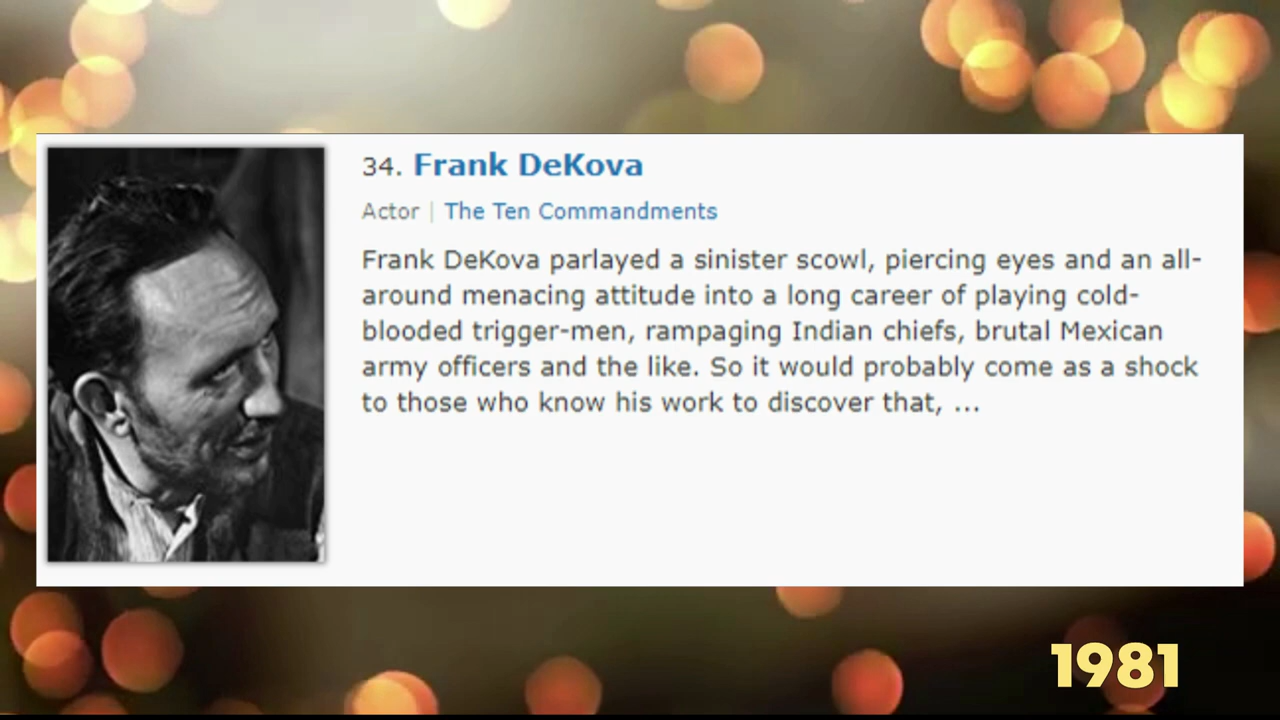 34. Frank DeKova
Actor | The Ten Commandments
Frank DeKova parlayed a sinister scowl, piercing eyes and an all-
around menacing attitude into a long career of playing cold-
blooded trigger-men, rampaging Indian chiefs, brutal Mexican
army officers and the like. So it would probably come as a shock
to those who know his work to discover that, ...
1981